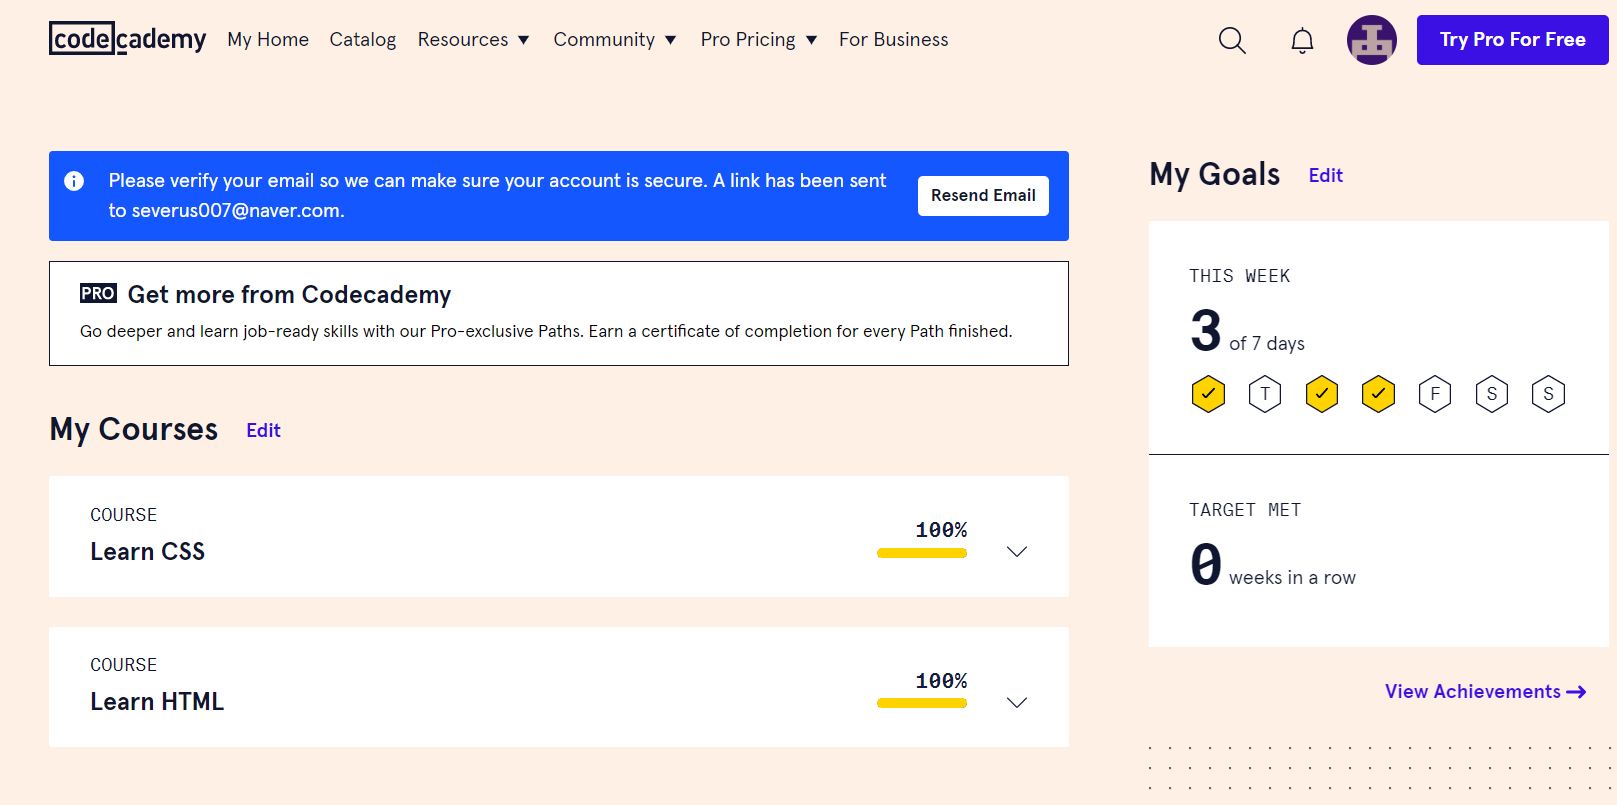 codecademy My Home Catalog Resources Community Pro Pricing For Business Try Pro For Free
Please verify your email so we can make sure your account is secure. A link has been sent
to severus007@naver.com.
Resend Email
PRO Get more from Codecademy
Go deeper and learn job-ready skills with our Pro-exclusive Paths. Earn a certificate of completion for every Path finished.
My Courses Edit
COURSE
Learn CSS
100%
COURSE
Learn HTML
100%
My Goals Edit
THIS WEEK
3 of 7 days
T F S S
TARGET MET
0 weeks in a row
View Achievements